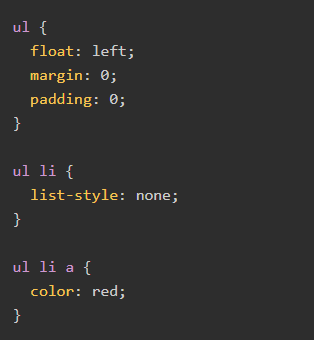 ul {
  float: left;
  margin: 0;
  padding: 0;
}

ul li {
  list-style: none;
}

ul li a {
  color: red;
}